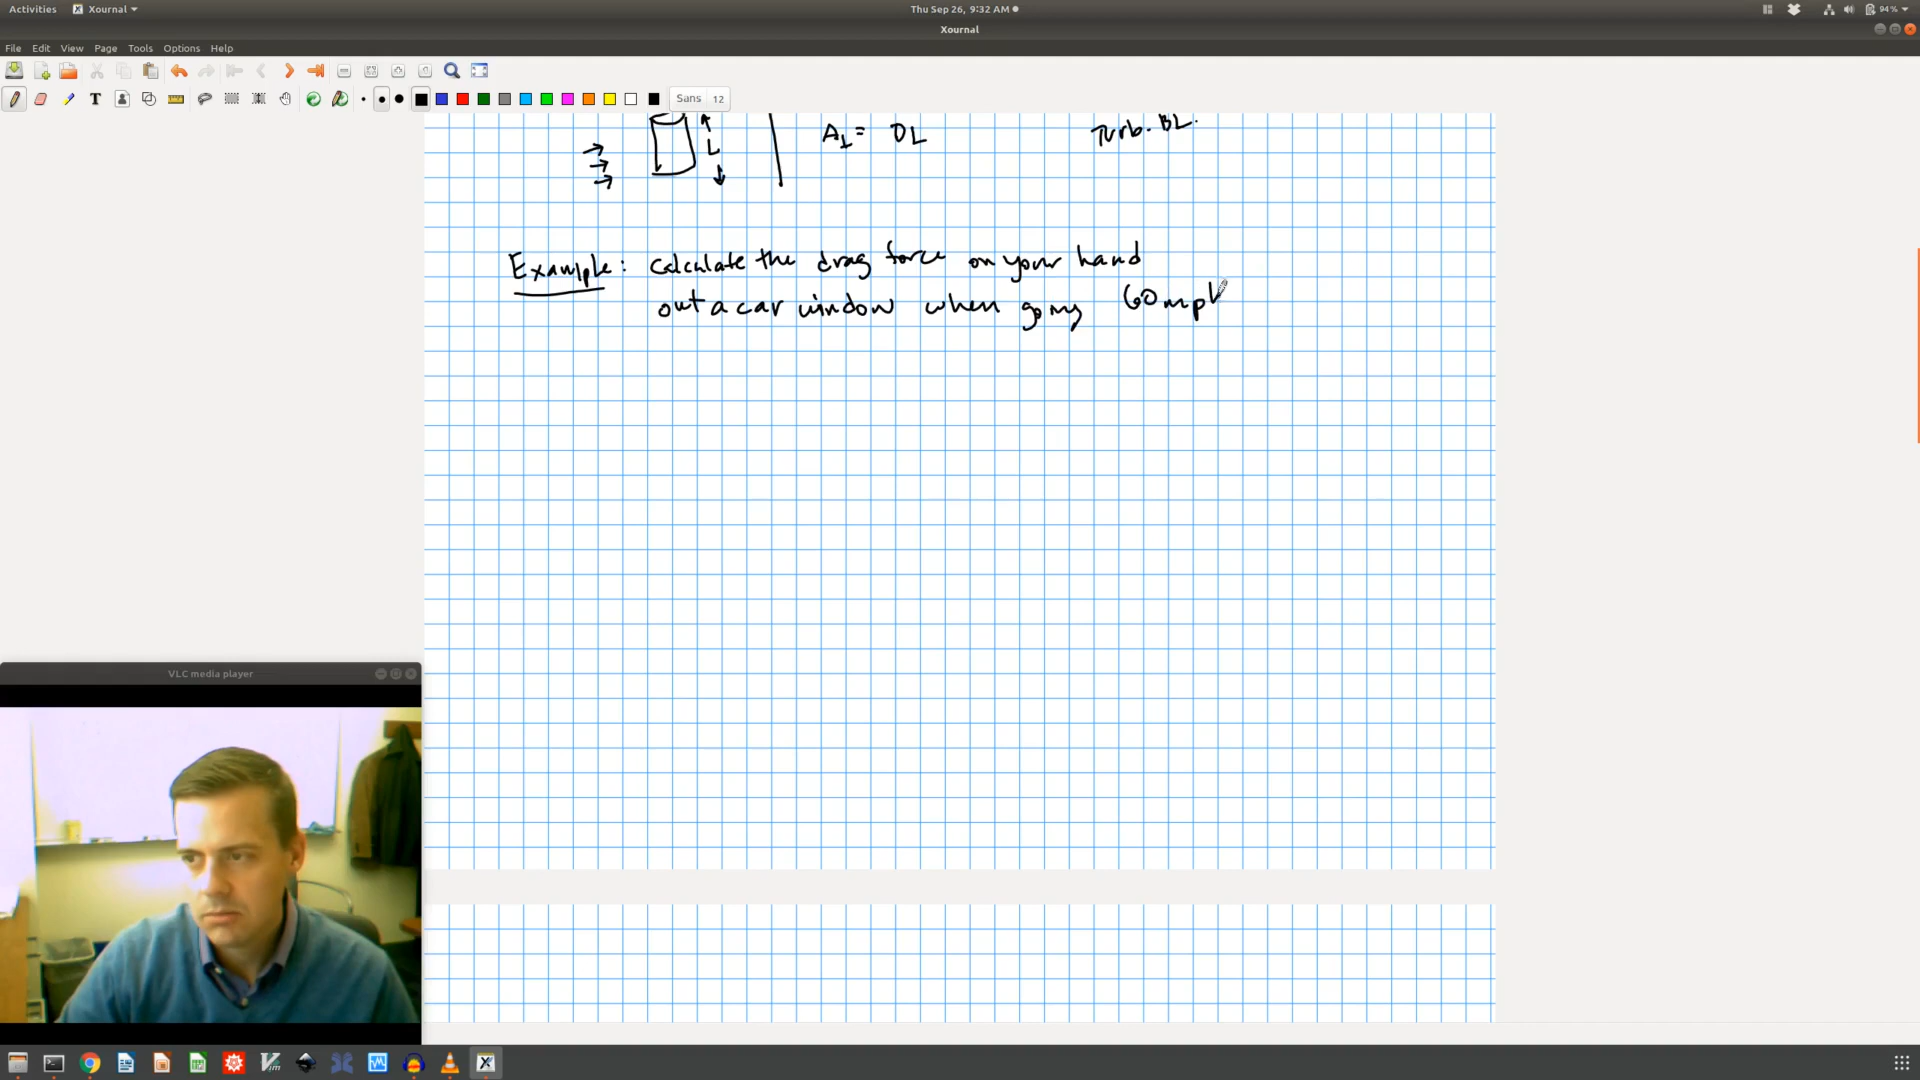 Activities Xournal Thu Sep 26, 9:32 AM 94%
Xournal
File Edit View Page Tools Options Help
Sans 12
A⊥ = DL
Turb. BL.
L
Example: Calculate the drag force on your hand
out a car window when going 60mph
VLC media player